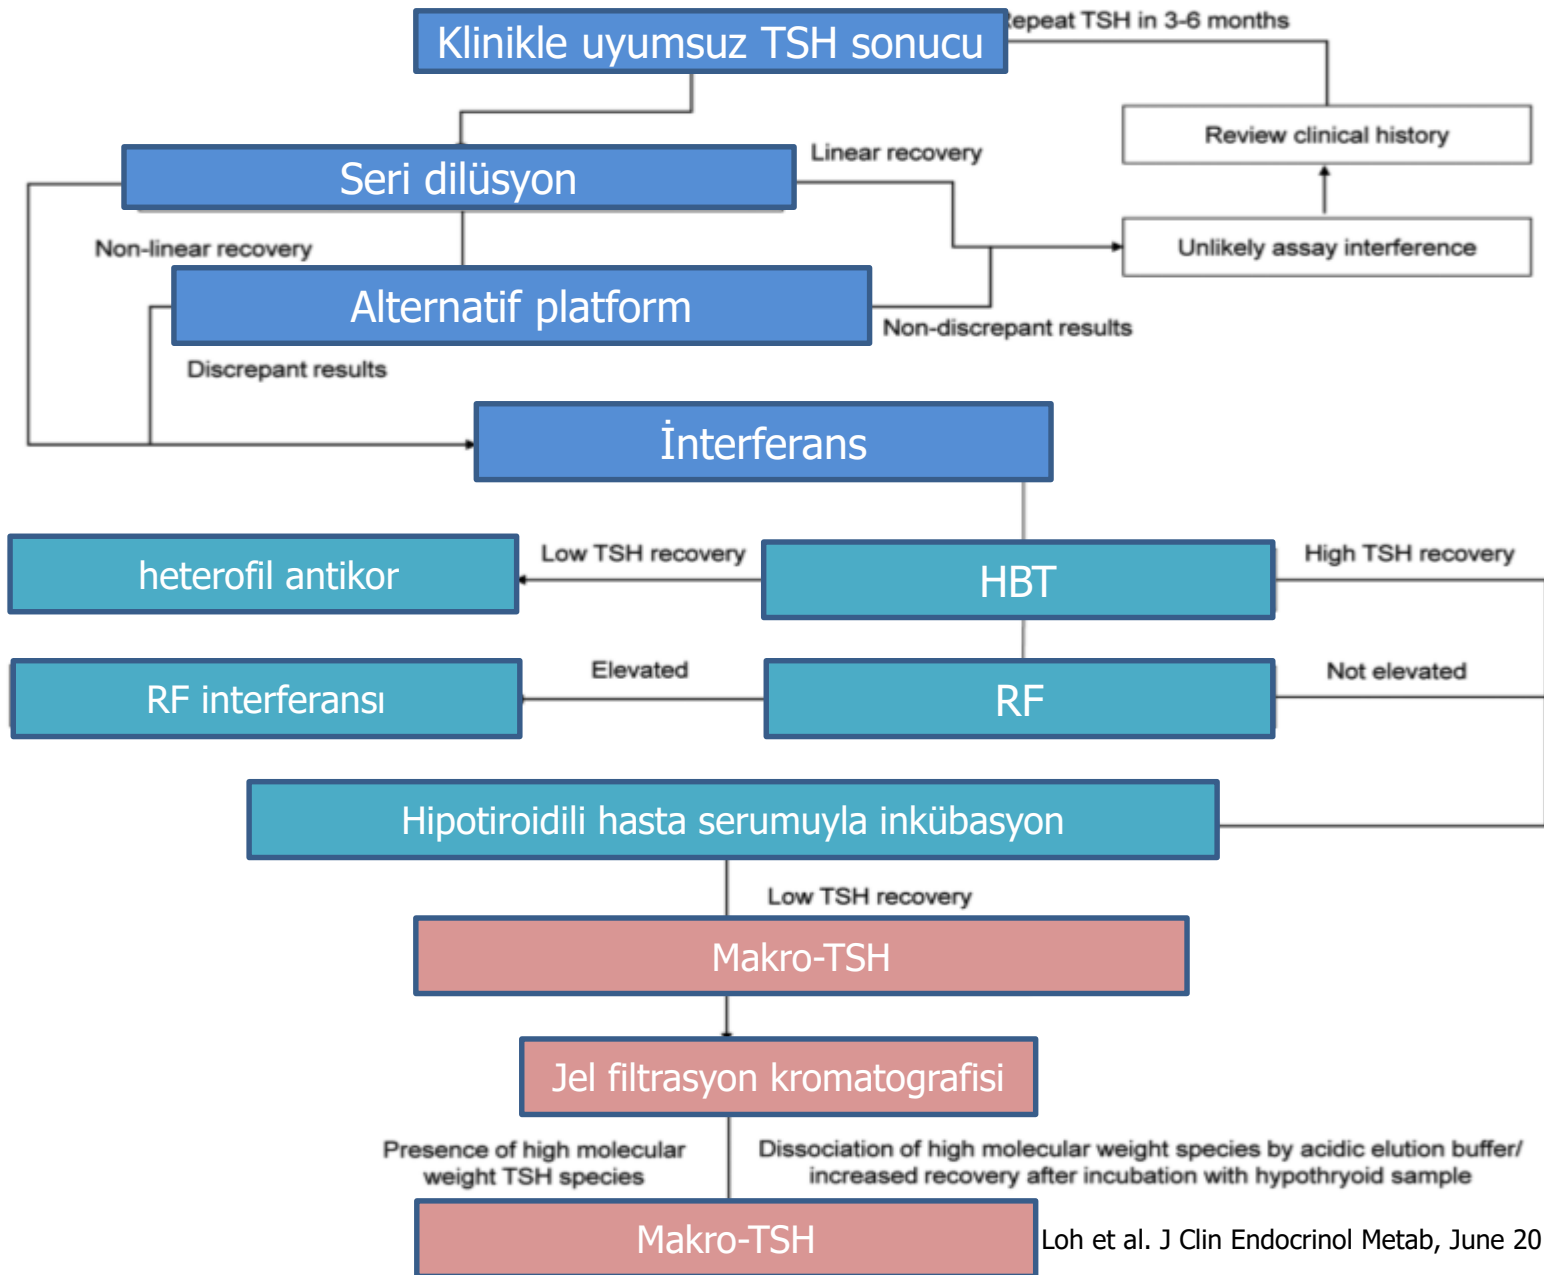 Klinikle uyumsuz TSH sonucu
epeat TSH in 3-6 months
Review clinical history
Linear recovery
Seri dilüsyon
Non-linear recovery
Unlikely assay interference
Alternatif platform
Non-discrepant results
Discrepant results
İnterferans
heterofil antikor
Low TSH recovery
HBT
High TSH recovery
RF interferansı
Elevated
RF
Not elevated
Hipotiroidili hasta serumuyla inkübasyon
Low TSH recovery
Makro-TSH
Jel filtrasyon kromatografisi
Presence of high molecular
weight TSH species
Dissociation of high molecular weight species by acidic elution buffer/
increased recovery after incubation with hypothryoid sample
Makro-TSH
Loh et al. J Clin Endocrinol Metab, June 20